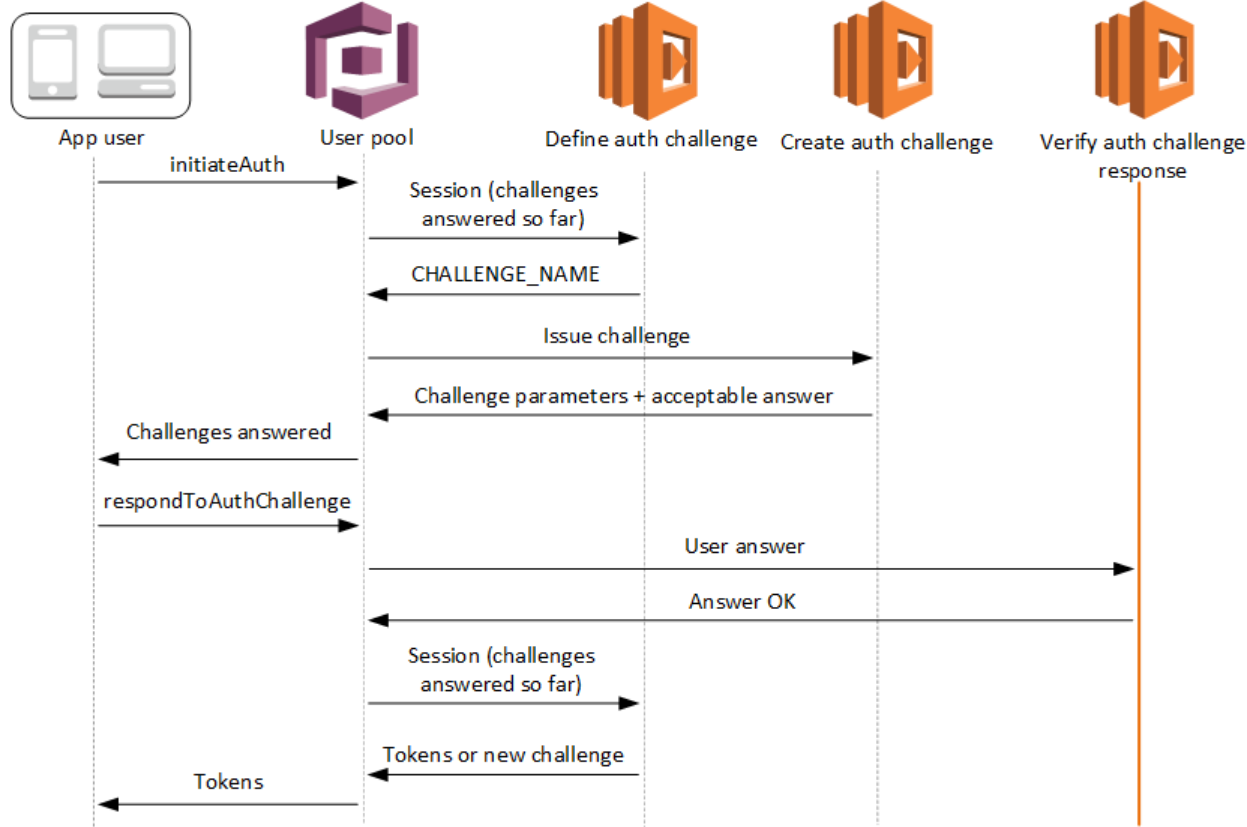 App user
User pool
Define auth challenge
Create auth challenge
Verify auth challenge
response
initiateAuth
Session (challenges
answered so far)
CHALLENGE_NAME
Issue challenge
Challenge parameters + acceptable answer
Challenges answered
respondToAuthChallenge
User answer
Answer OK
Session (challenges
answered so far)
Tokens or new challenge
Tokens